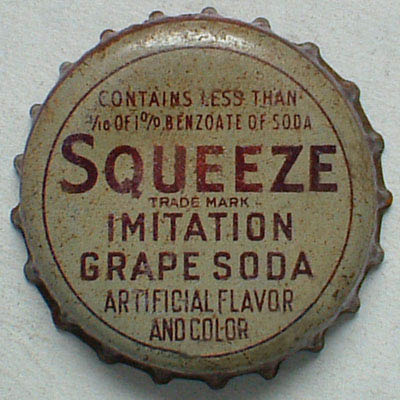 CONTAINS LESS THAN
1/10 OF 1% BENZOATE OF SODA
SQUEEZE
TRADE MARK
IMITATION
GRAPE SODA
ARTIFICIAL FLAVOR
AND COLOR